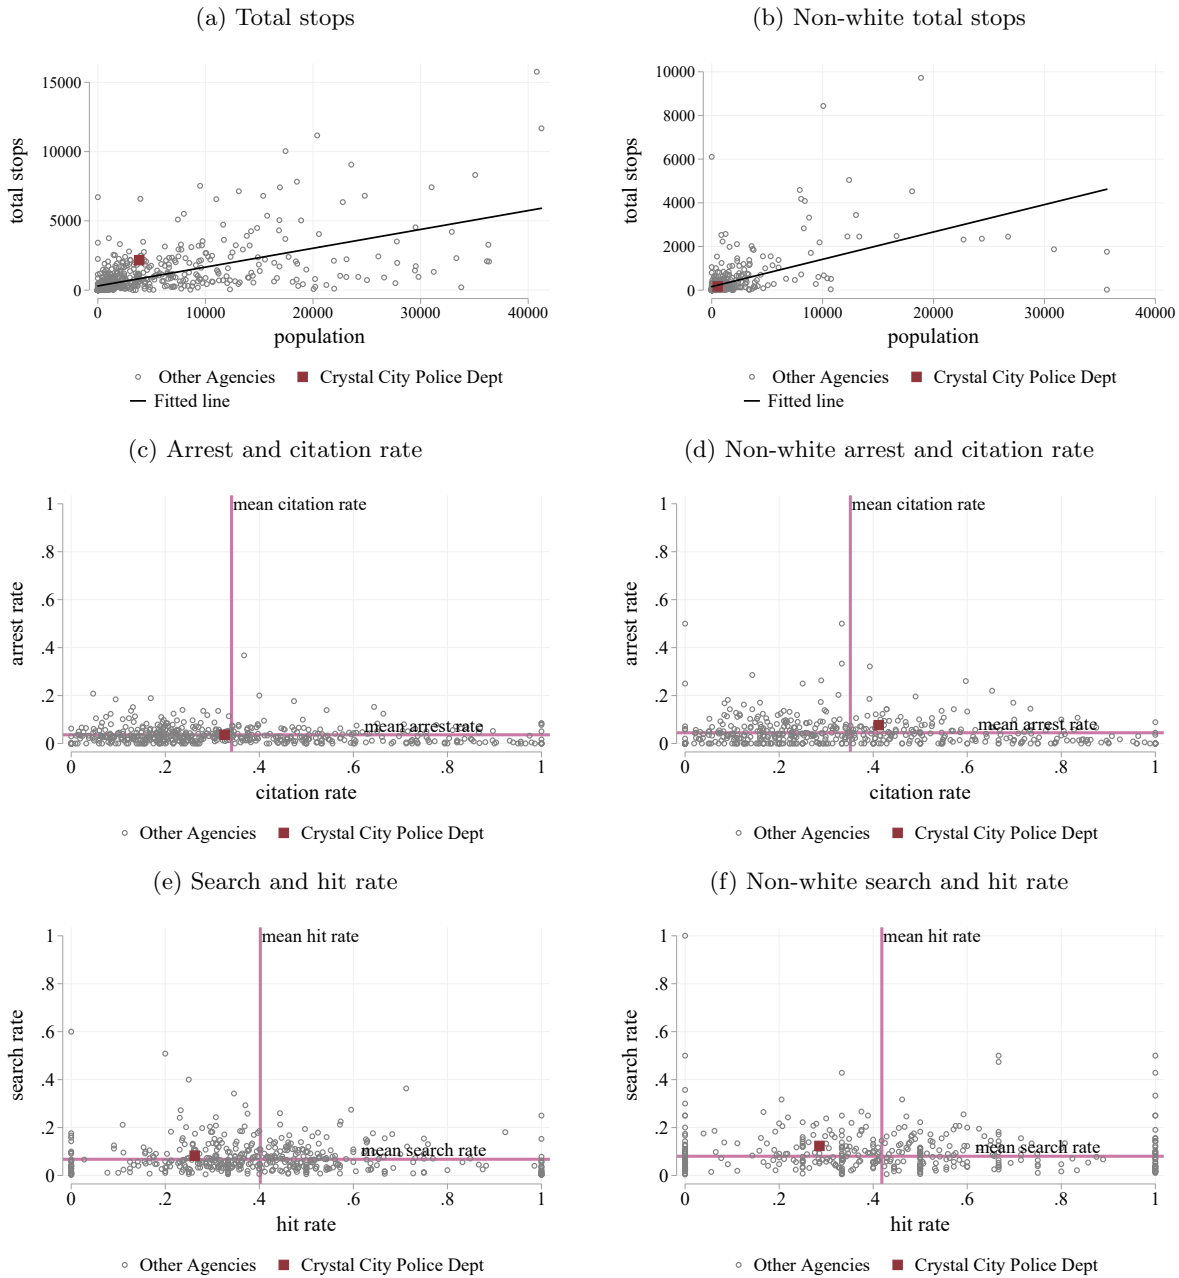 (a) Total stops
15000
10000
5000
0
total stops
0 10000 20000 30000 40000
population
Other Agencies Crystal City Police Dept
Fitted line
(b) Non-white total stops
10000
8000
6000
4000
2000
0
total stops
0 10000 20000 30000 40000
population
Other Agencies Crystal City Police Dept
Fitted line
(c) Arrest and citation rate
1
.8
.6
.4
.2
0
arrest rate
mean citation rate
mean arrest rate
0 .2 .4 .6 .8 1
citation rate
Other Agencies Crystal City Police Dept
(d) Non-white arrest and citation rate
1
.8
.6
.4
.2
0
arrest rate
mean citation rate
mean arrest rate
0 .2 .4 .6 .8 1
citation rate
Other Agencies Crystal City Police Dept
(e) Search and hit rate
1
.8
.6
.4
.2
0
search rate
mean hit rate
mean search rate
0 .2 .4 .6 .8 1
hit rate
Other Agencies Crystal City Police Dept
(f) Non-white search and hit rate
1
.8
.6
.4
.2
0
search rate
mean hit rate
mean search rate
0 .2 .4 .6 .8 1
hit rate
Other Agencies Crystal City Police Dept